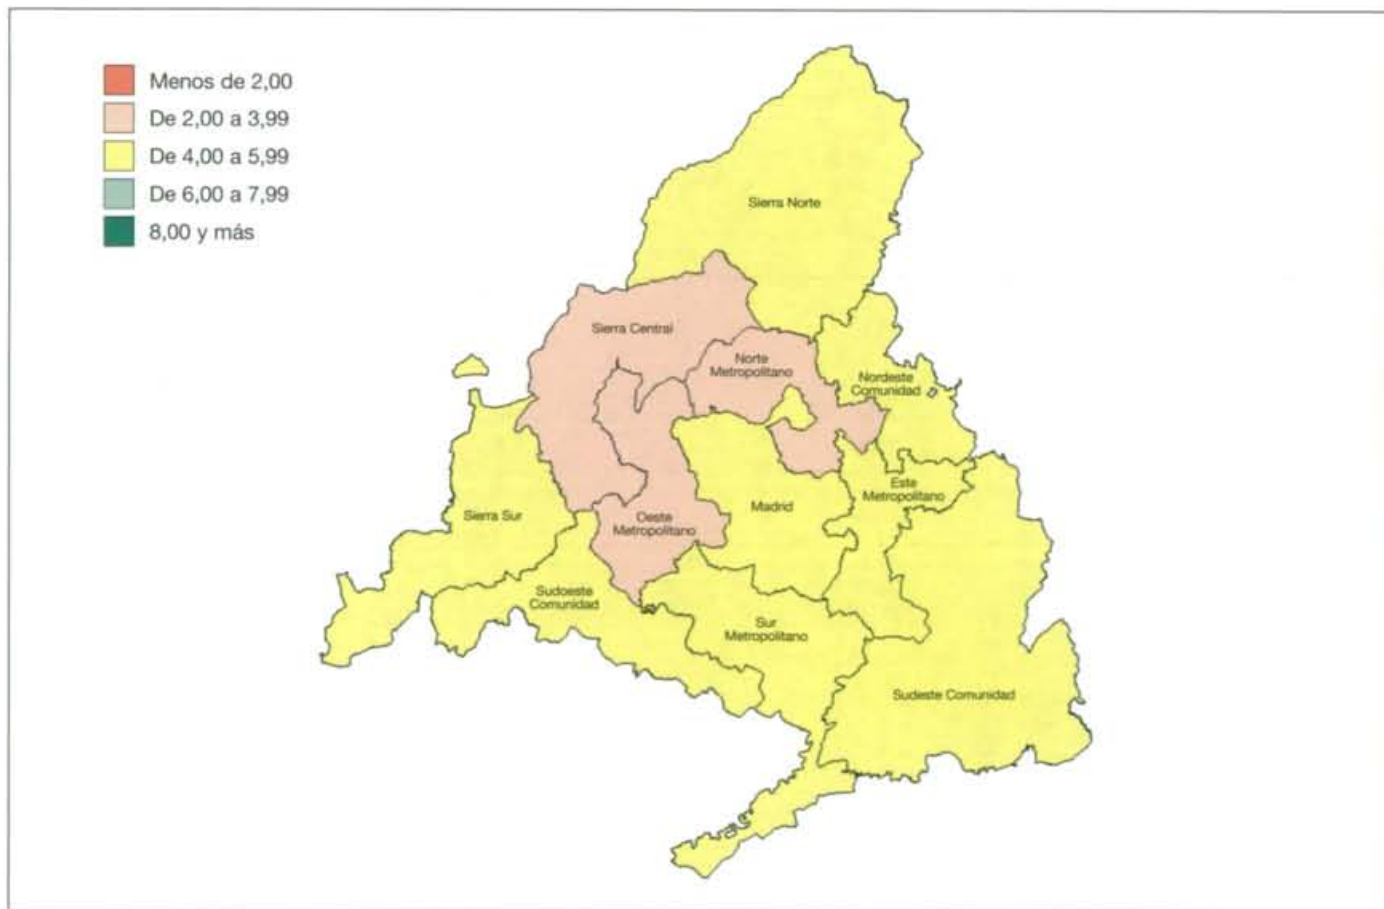 Menos de 2,00
De 2,00 a 3,99
De 4,00 a 5,99
De 6,00 a 7,99
8,00 y más
Sierra Norte
Sierra Central
Norte
Metropolitano
Nordeste
Comunidad
Este
Metropolitano
Madrid
Sierra Sur
Oeste
Metropolitano
Sudoeste
Comunidad
Sur
Metropolitano
Sudeste Comunidad